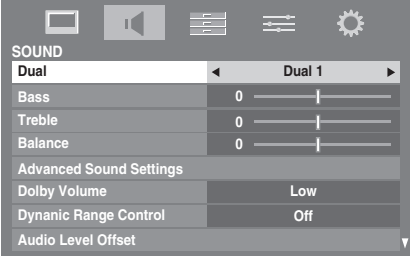 SOUND
Dual ◀ Dual 1 ▶
Bass 0
Treble 0
Balance 0
Advanced Sound Settings
Dolby Volume Low
Dynanic Range Control Off
Audio Level Offset